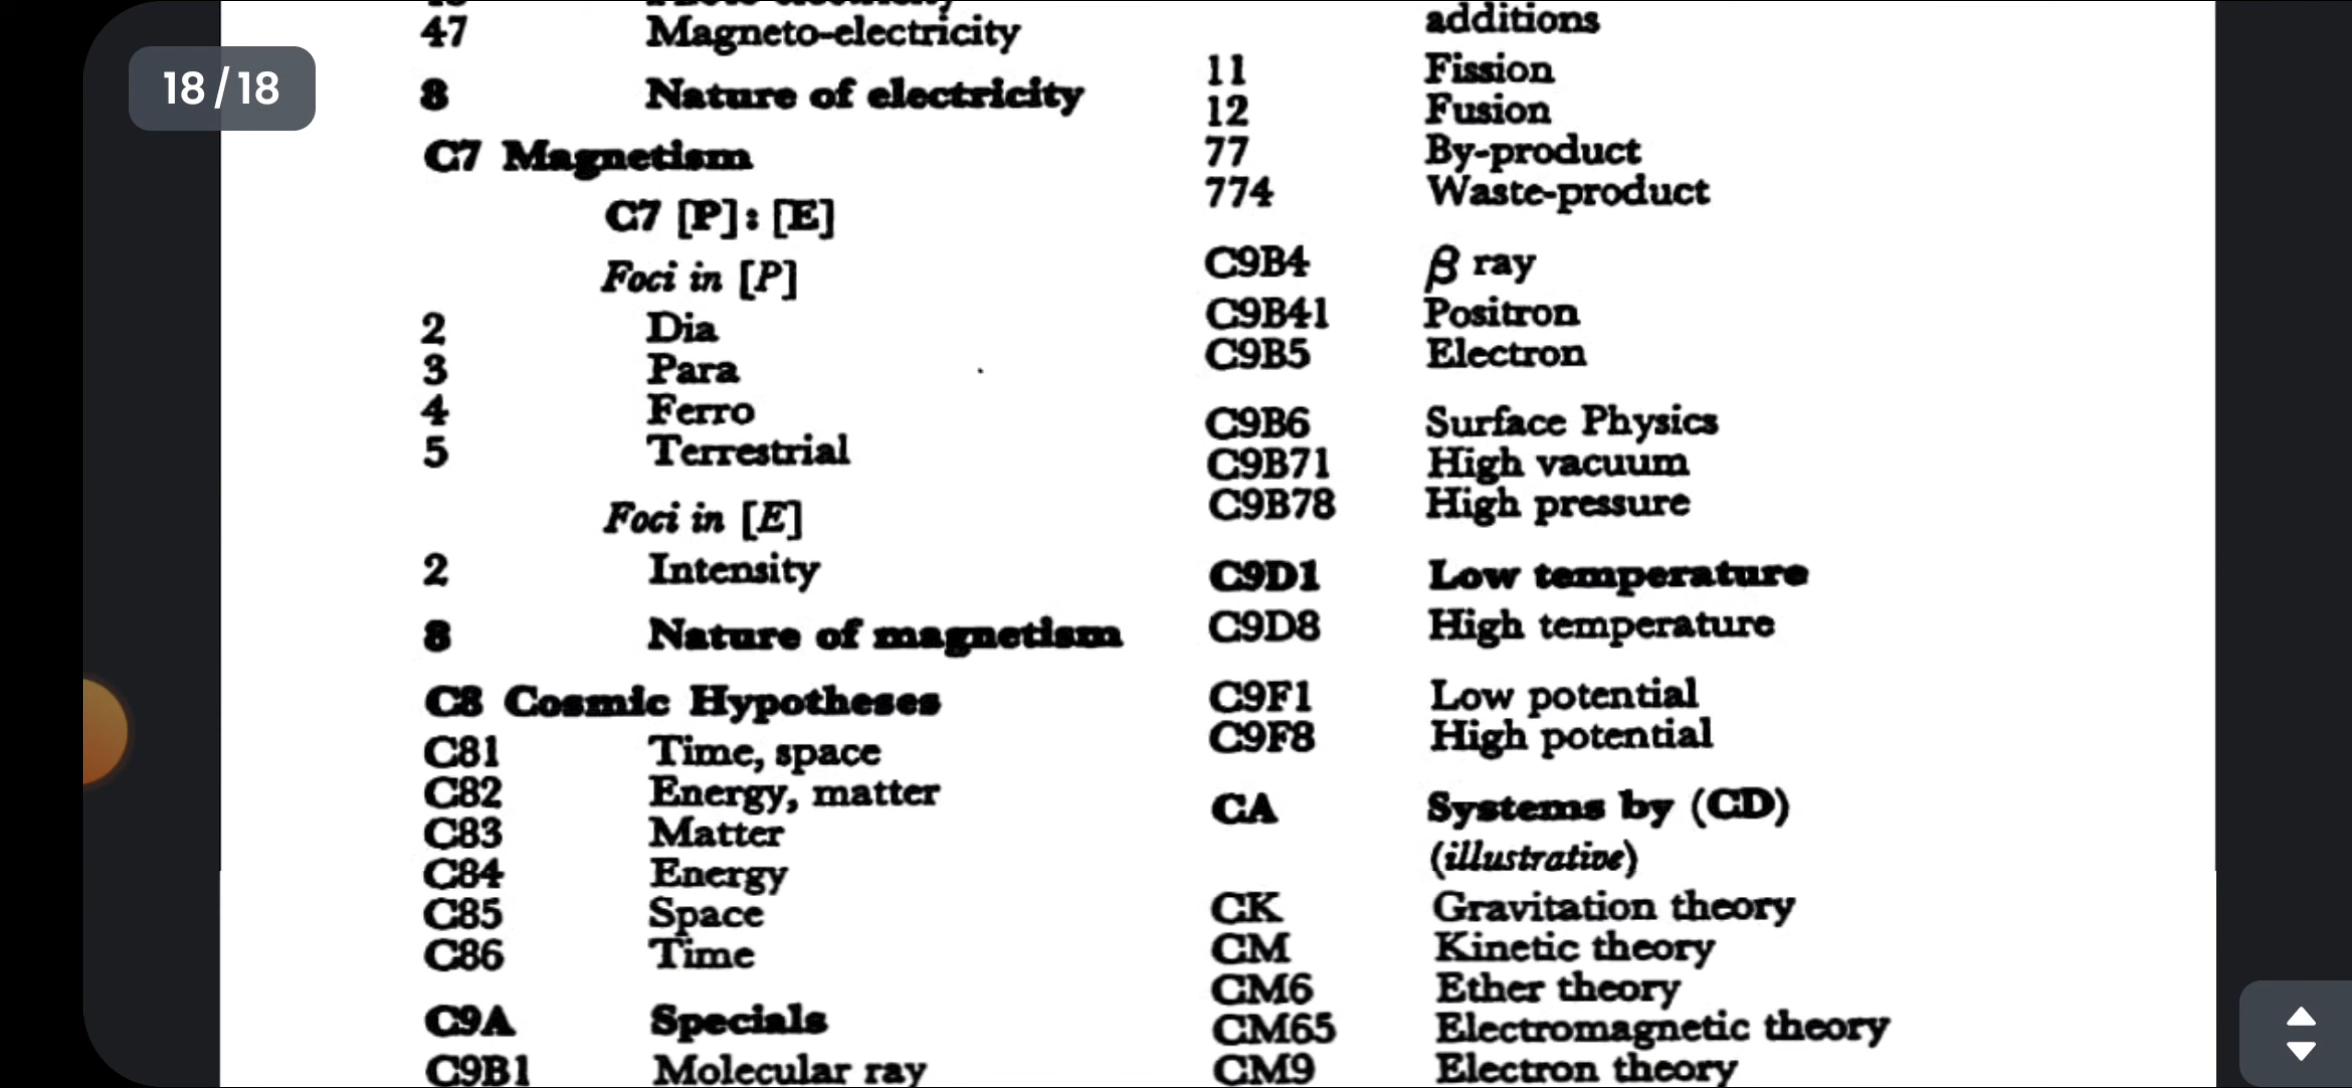 18/18
47 Magneto-electricity
8 Nature of electricity
C7 Magnetism
C7 [P]: [E]
Foci in [P]
2 Dia
3 Para
4 Ferro
5 Terrestrial
Foci in [E]
2 Intensity
8 Nature of magnetism
C8 Cosmic Hypotheses
C81 Time, space
C82 Energy, matter
C83 Matter
C84 Energy
C85 Space
C86 Time
C9A Specials
C9B1 Molecular ray
additions
11 Fission
12 Fusion
77 By-product
774 Waste-product
C9B4 β ray
C9B41 Positron
C9B5 Electron
C9B6 Surface Physics
C9B71 High vacuum
C9B78 High pressure
C9D1 Low temperature
C9D8 High temperature
C9F1 Low potential
C9F8 High potential
CA Systems by (CD)
(illustrative)
CK Gravitation theory
CM Kinetic theory
CM6 Ether theory
CM65 Electromagnetic theory
CM9 Electron theory